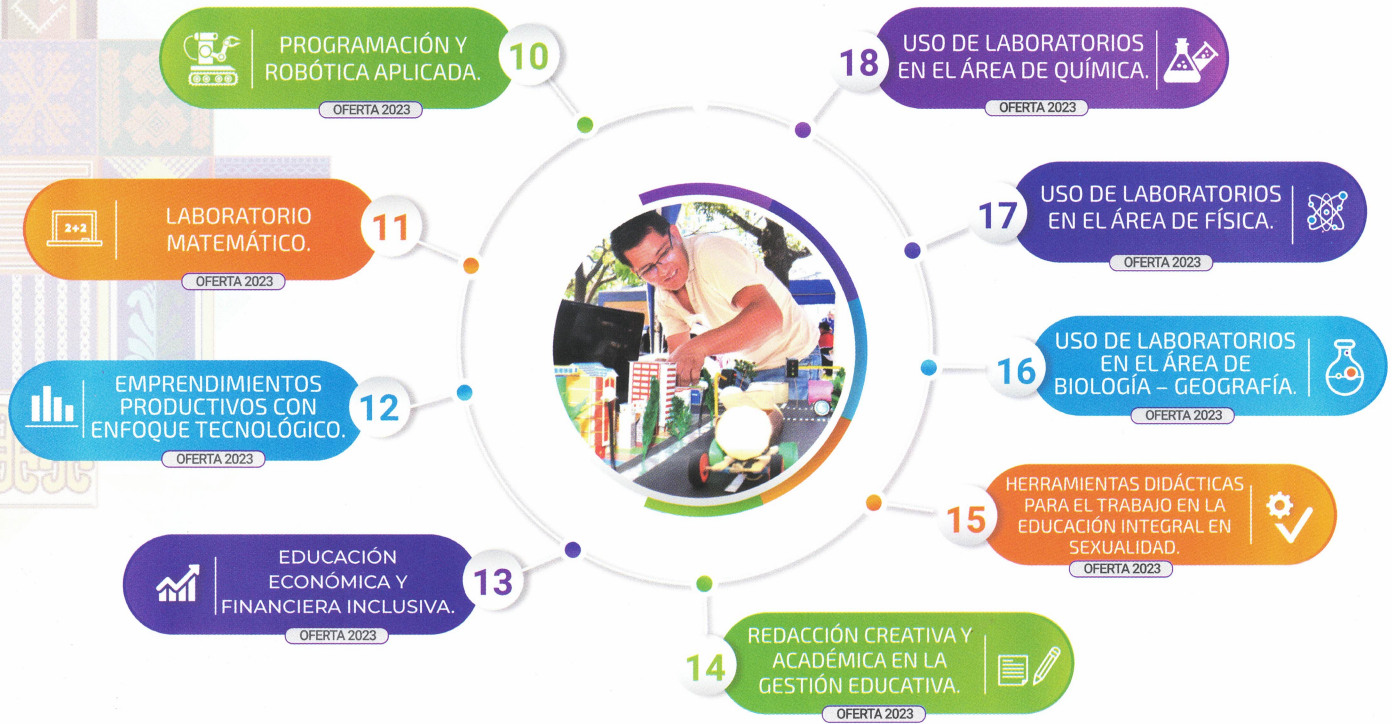 10
PROGRAMACIÓN Y
ROBÓTICA APLICADA.
OFERTA 2023
11
2+2
LABORATORIO
MATEMÁTICO.
OFERTA 2023
12
EMPRENDIMIENTOS
PRODUCTIVOS CON
ENFOQUE TECNOLÓGICO.
OFERTA 2023
13
EDUCACIÓN
ECONÓMICA Y
FINANCIERA INCLUSIVA.
OFERTA 2023
14
REDACCIÓN CREATIVA Y
ACADÉMICA EN LA
GESTIÓN EDUCATIVA.
OFERTA 2023
15
HERRAMIENTAS DIDÁCTICAS
PARA EL TRABAJO EN LA
EDUCACIÓN INTEGRAL EN
SEXUALIDAD.
OFERTA 2023
16
USO DE LABORATORIOS
EN EL ÁREA DE
BIOLOGÍA – GEOGRAFÍA.
OFERTA 2023
17
USO DE LABORATORIOS
EN EL ÁREA DE FÍSICA.
OFERTA 2023
18
USO DE LABORATORIOS
EN EL ÁREA DE QUÍMICA.
OFERTA 2023